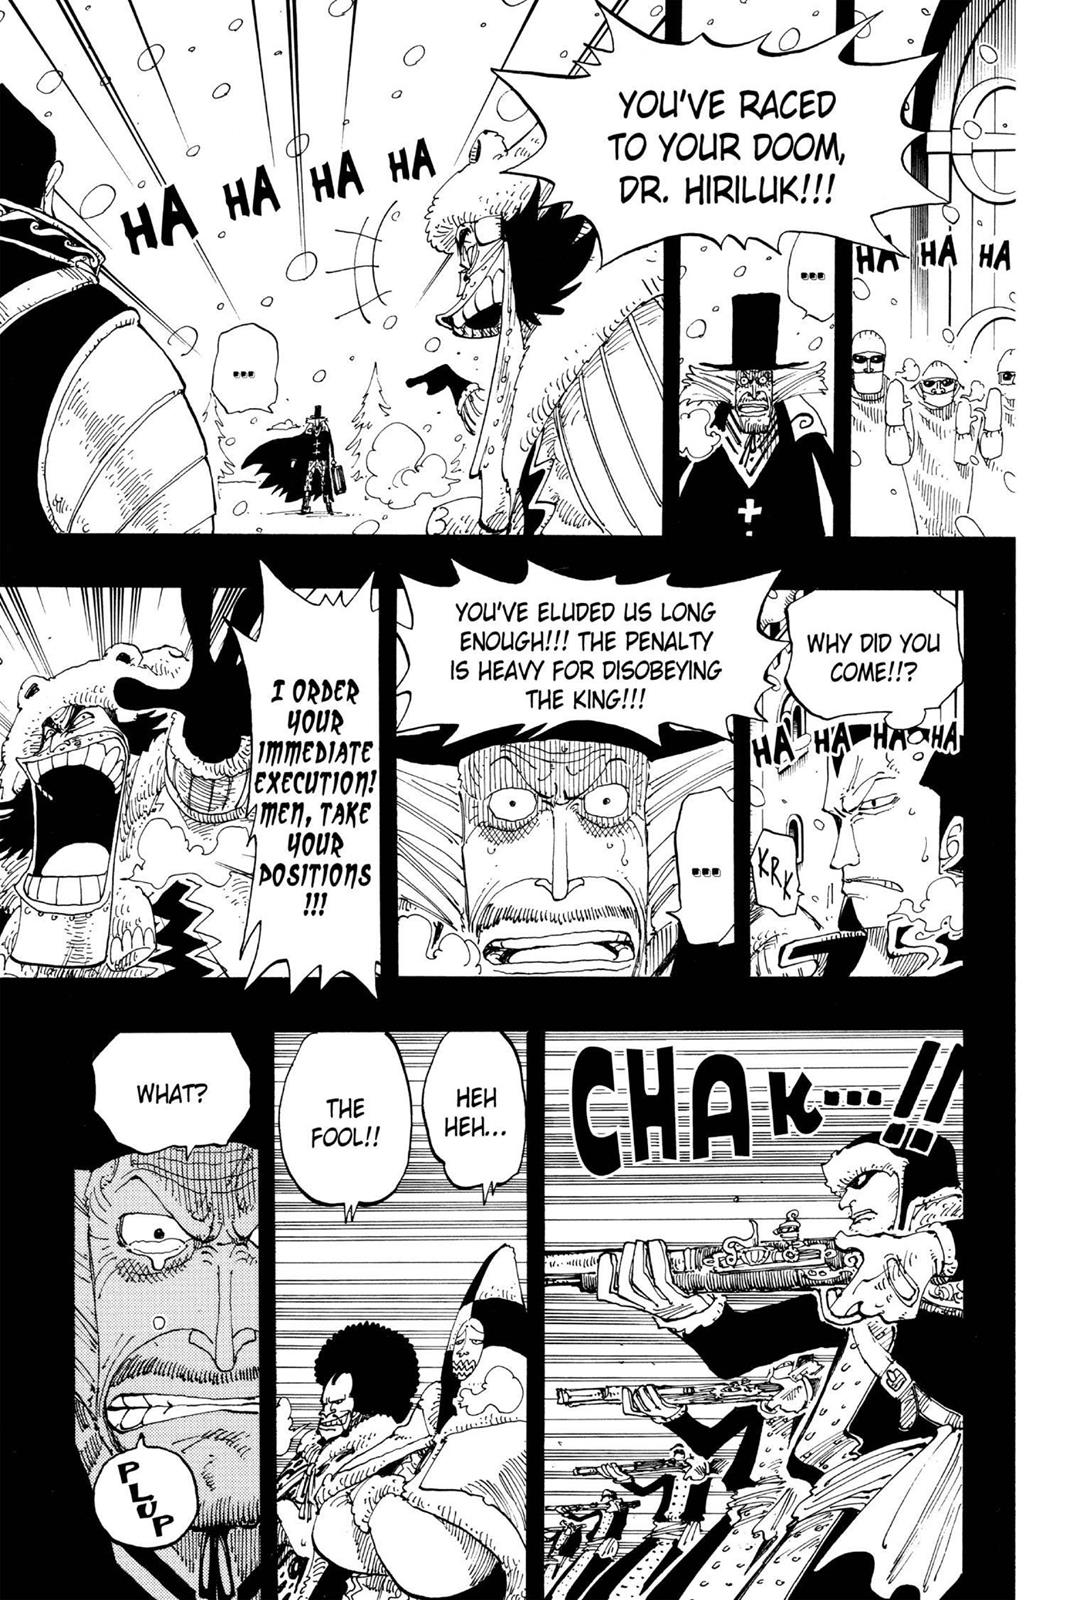 HA HA HA
...
YOU'VE RACED
TO YOUR DOOM,
DR. HIRILUK!!!
HA HA HA HA
...
WHY DID YOU
COME!!?
HA HA HA HA
KRK
YOU'VE ELUDED US LONG
ENOUGH!!! THE PENALTY
IS HEAVY FOR DISOBEYING
THE KING!!!
...
I ORDER
YOUR
IMMEDIATE
EXECUTION!
MEN, TAKE
YOUR
POSITIONS
!!!
CHAK...!!
HEH
HEH...
THE
FOOL!!
WHAT?
PLUP